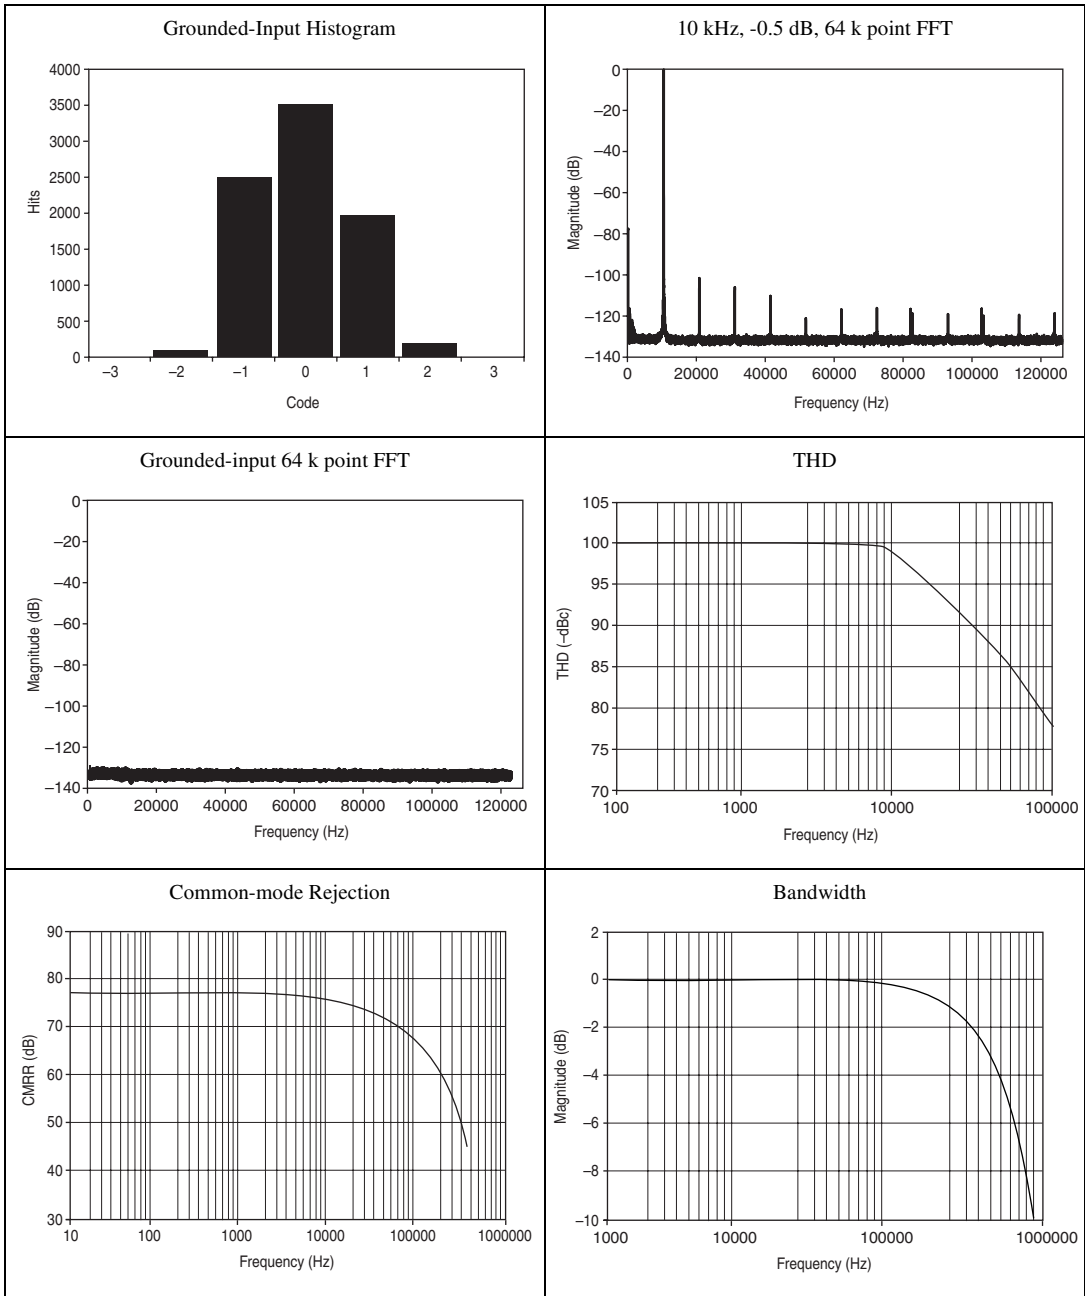 Grounded-Input Histogram
4000
3500
3000
2500
2000
1500
1000
500
0
Hits
−3 −2 −1 0 1 2 3
Code
10 kHz, -0.5 dB, 64 k point FFT
0
−20
−40
−60
−80
−100
−120
−140
Magnitude (dB)
0 20000 40000 60000 80000 100000 120000
Frequency (Hz)
Grounded-input 64 k point FFT
0
−20
−40
−60
−80
−100
−120
−140
Magnitude (dB)
0 20000 40000 60000 80000 100000 120000
Frequency (Hz)
THD
105
100
95
90
85
80
75
70
THD (−dBc)
100 1000 10000 100000
Frequency (Hz)
Common-mode Rejection
90
80
70
60
50
40
30
CMRR (dB)
10 100 1000 10000 100000 1000000
Frequency (Hz)
Bandwidth
2
0
−2
−4
−6
−8
−10
Magnitude (dB)
1000 10000 100000 1000000
Frequency (Hz)